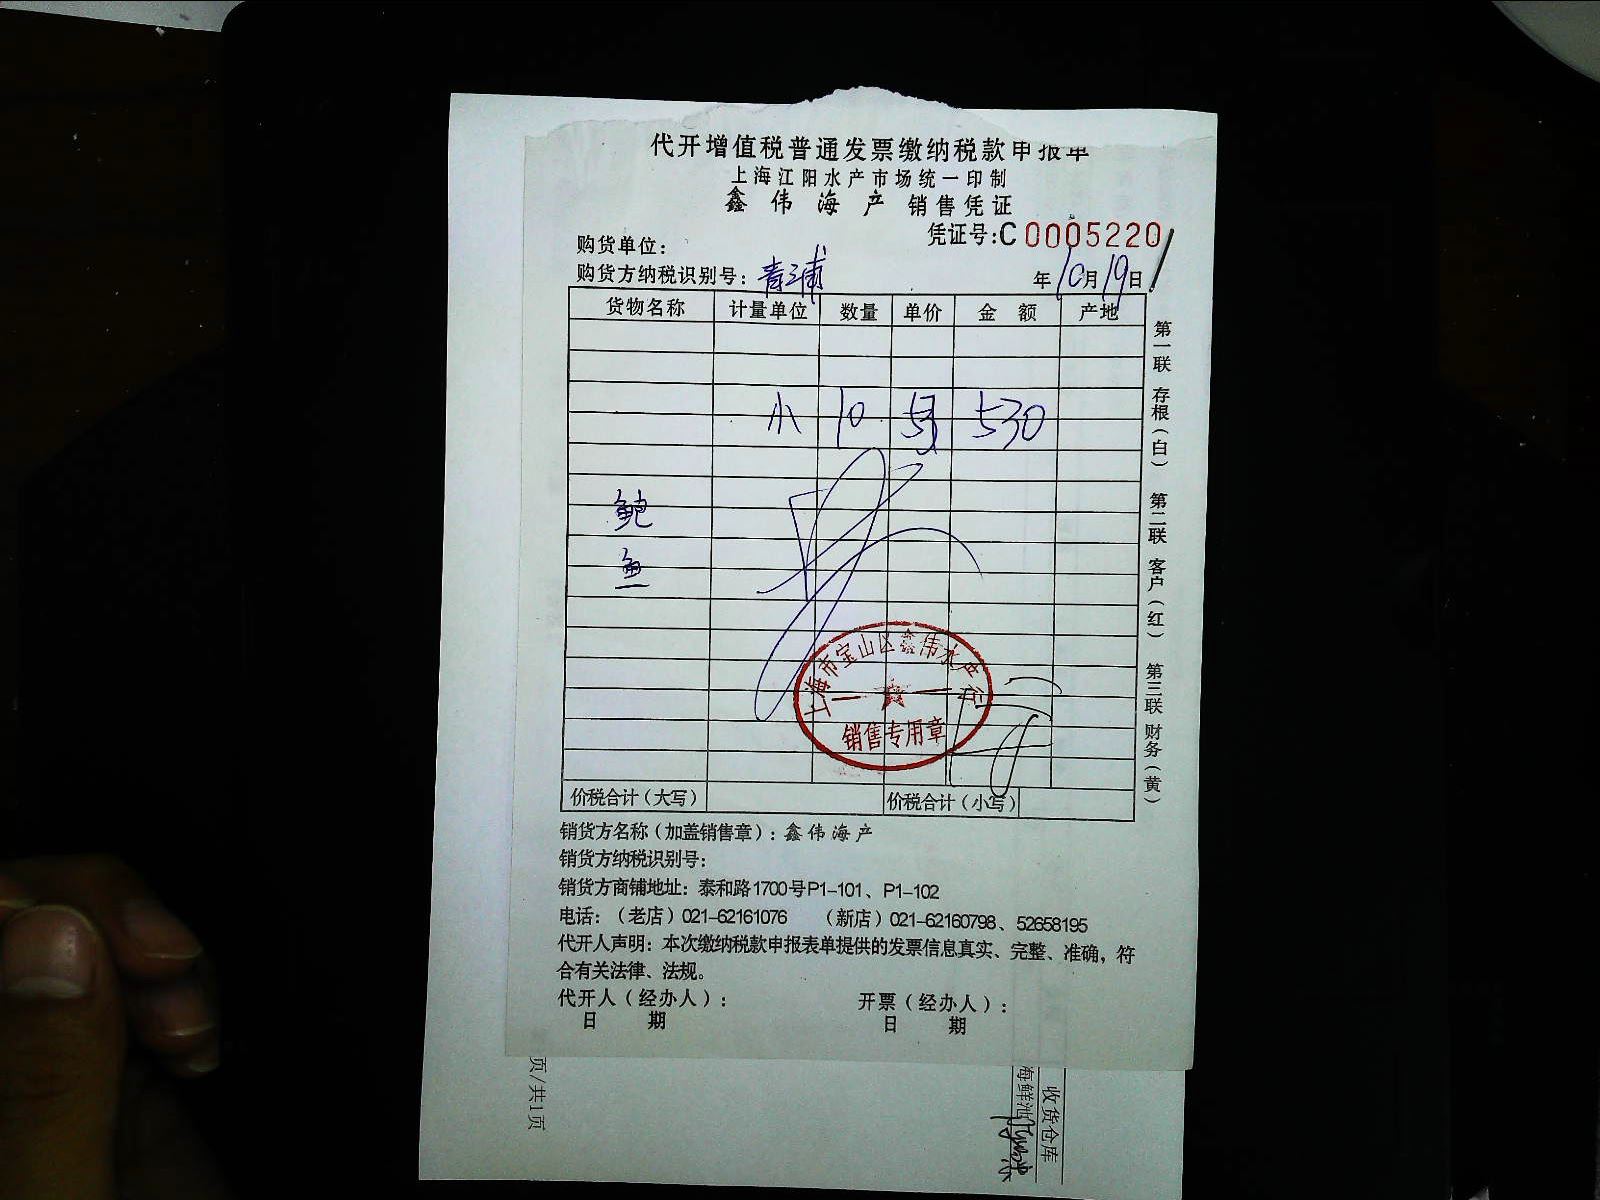 代开增值税普通发票缴纳税款申报单
上海江阳水产市场统一印制
鑫伟海产 销售凭证
凭证号:C 0005220
购货单位:
购货方纳税识别号: 青浦
年10月19日
货物名称 计量单位 数量 单价 金额 产地
小 10 53 530
鲍
鱼
上海市宝山区鑫伟水产行
销售专用章
价税合计(大写) 价税合计(小写)
第一联 存根(白) 第二联 客户(红) 第三联 财务(黄)
销货方名称(加盖销售章): 鑫伟海产
销货方纳税识别号:
销货方商铺地址: 泰和路1700号P1-101、P1-102
电话: (老店)021-62161076 (新店)021-62160798、52658195
代开人声明: 本次缴纳税款申报表单提供的发票信息真实、完整、准确,符
合有关法律、法规。
代开人(经办人): 开票(经办人):
日 期 日 期
页/共1页
收货仓库
海鲜池